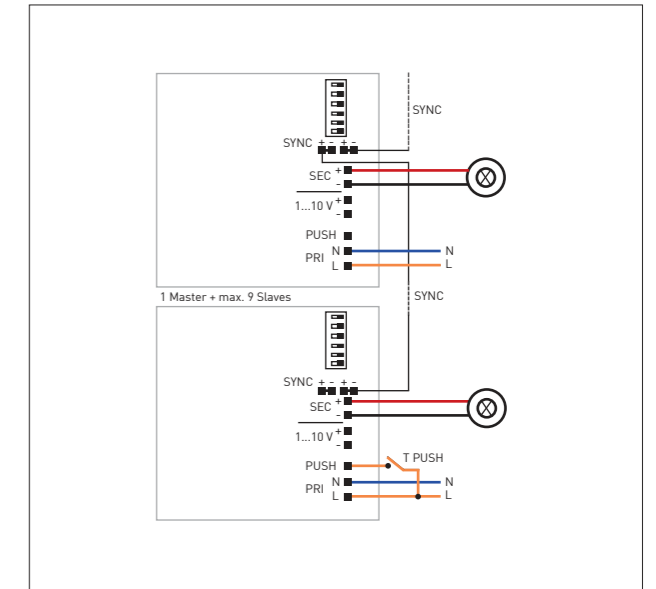 SYNC
SYNC + - + -
SEC +
-
1...10 V +
-
PUSH
PRI N N
L L
1 Master + max. 9 Slaves
SYNC
SYNC + - + -
SEC +
-
1...10 V +
-
T PUSH
PUSH
PRI N N
L L